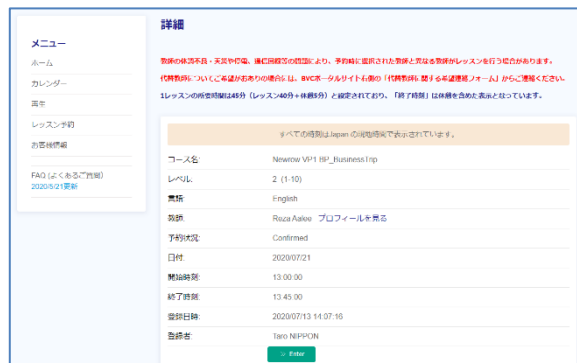 メニュー
ホーム
カレンダー
再生
レッスン予約
お客様情報
FAQ (よくあるご質問)
2020/5/21更新
詳細
教師の体調不良・天災や停電、通信回線等の問題により、予約時に選択された教師と異なる教師がレッスンを行う場合があります。
代替教師についてご希望がおありの場合には、BVCポータルサイト右側の「代替教師に関する希望連絡フォーム」からご連絡ください。
1レッスンの所要時間は45分（レッスン40分＋休憩5分）と設定されており、「終了時刻」は休憩を含めた表示となっています。
すべての時刻はJapan の現地時間で表示されています。
コース名: Newrow VP1 BP_BusinessTrip
レベル: 2 (1-10)
言語: English
教師: Reza Aalee プロフィールを見る
予約状況: Confirmed
日付: 2020/07/21
開始時刻: 13:00:00
終了時刻: 13:45:00
登録日時: 2020/07/13 14:07:16
登録者: Taro NIPPON
> Enter